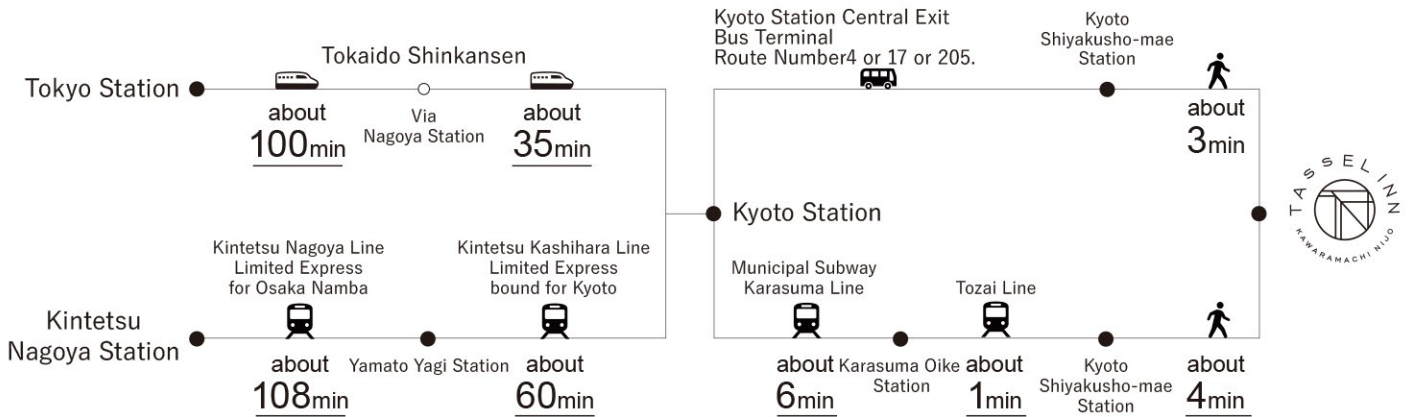 Tokyo Station
Tokaido Shinkansen
about
100min
Via
Nagoya Station
about
35min
Kyoto Station Central Exit
Bus Terminal
Route Number4 or 17 or 205.
Kyoto
Shiyakusho-mae
Station
about
3min
Kyoto Station
TASSEL INN
KAWARAMACHI NIJO
Kintetsu
Nagoya Station
Kintetsu Nagoya Line
Limited Express
for Osaka Namba
about
108min
Yamato Yagi Station
Kintetsu Kashihara Line
Limited Express
bound for Kyoto
about
60min
Municipal Subway
Karasuma Line
about
6min
Karasuma Oike
Station
Tozai Line
about
1min
Kyoto
Shiyakusho-mae
Station
about
4min